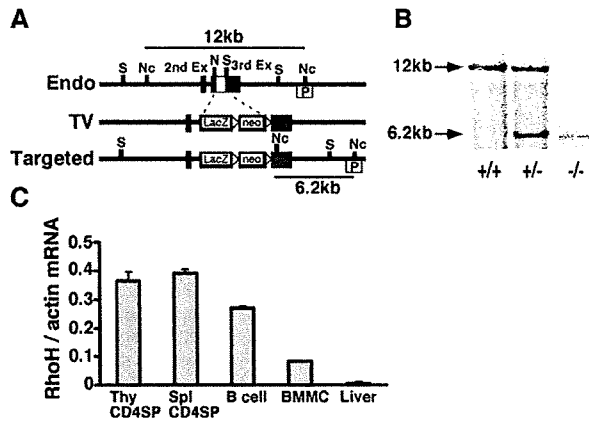 A
12kb
S Nc 2nd Ex N S 3rd Ex S Nc
Endo
P
TV
LacZ neo
Nc
Targeted
S LacZ neo S Nc
P
6.2kb
B
12kb
6.2kb
+/+ +/- -/-
C
RhoH / actin mRNA
0.5
0.4
0.3
0.2
0.1
0
Thy CD4SP
Spl CD4SP
B cell
BMMC
Liver